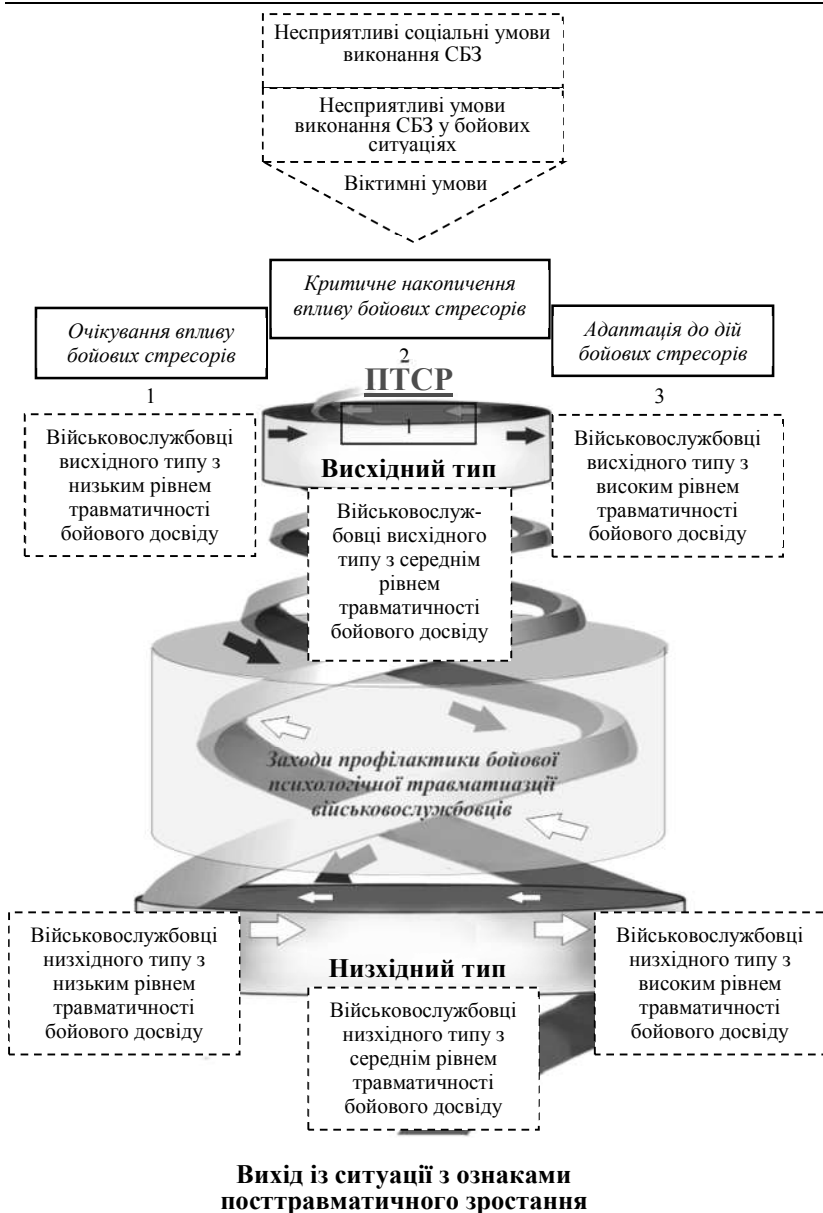 Несприятливі соціальні умови
виконання СБЗ
Несприятливі умови
виконання СБЗ у бойових
ситуаціях
Віктимні умови
Критичне накопичення
впливу бойових стресорів
Очікування впливу
бойових стресорів
Адаптація до дій
бойових стресорів
1
2
3
ПТСР
Військовослужбовці
висхідного типу з
низьким рівнем
травматичності
бойового досвіду
І
Висхідний тип
Військовослуж-
бовці висхідного
типу з середнім
рівнем
травматичності
бойового досвіду
Військовослужбовці
висхідного типу з
високим рівнем
травматичності
бойового досвіду
Заходи профілактики бойової
психологічної травматиазції
військовослужбовців
Військовослужбовці
низхідного типу з
низьким рівнем
травматичності
бойового досвіду
Низхідний тип
Військовослужбовці
низхідного типу з
середнім рівнем
травматичності
бойового досвіду
Військовослужбовці
низхідного типу з
високим рівнем
травматичності
бойового досвіду
Вихід із ситуації з ознаками
посттравматичного зростання